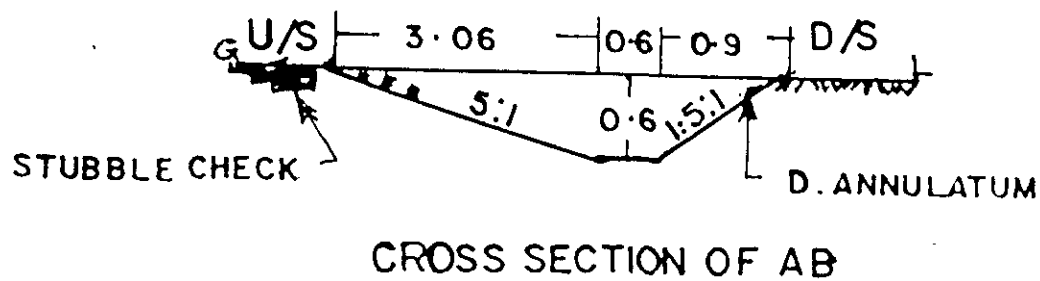 U/S 3.06 0.6 0.9 D/S
G
5:1 0.6 1.5:1
STUBBLE CHECK
D. ANNULATUM
CROSS SECTION OF AB